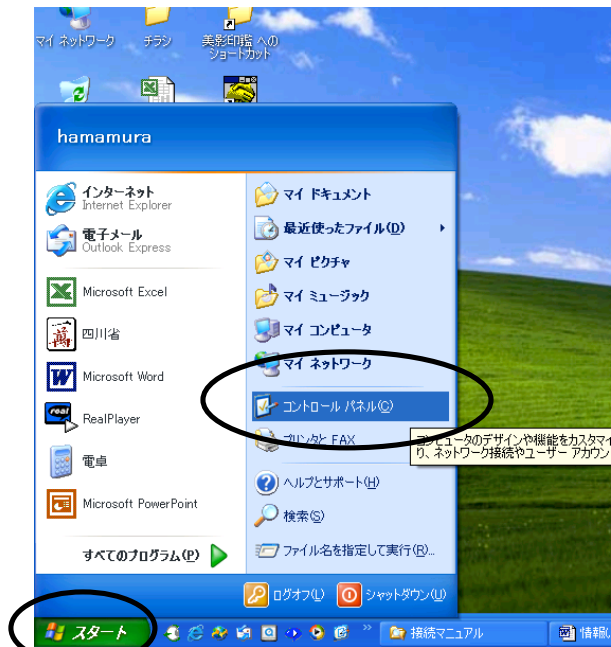 マイ ネットワーク
チラシ
美影印鑑 への
ショートカット
hamamura
インターネット
Internet Explorer
電子メール
Outlook Express
Microsoft Excel
四川省
Microsoft Word
RealPlayer
電卓
Microsoft PowerPoint
すべてのプログラム(P)
マイ ドキュメント
最近使ったファイル(D)
マイ ピクチャ
マイ ミュージック
マイ コンピュータ
マイ ネットワーク
コントロール パネル(C)
プリンタと FAX
コンピュータのデザインや機能をカスタマイ
り、ネットワーク接続やユーザー アカウン
ヘルプとサポート(H)
検索(S)
ファイル名を指定して実行(R)...
ログオフ(L)
シャットダウン(U)
スタート
接続マニュアル